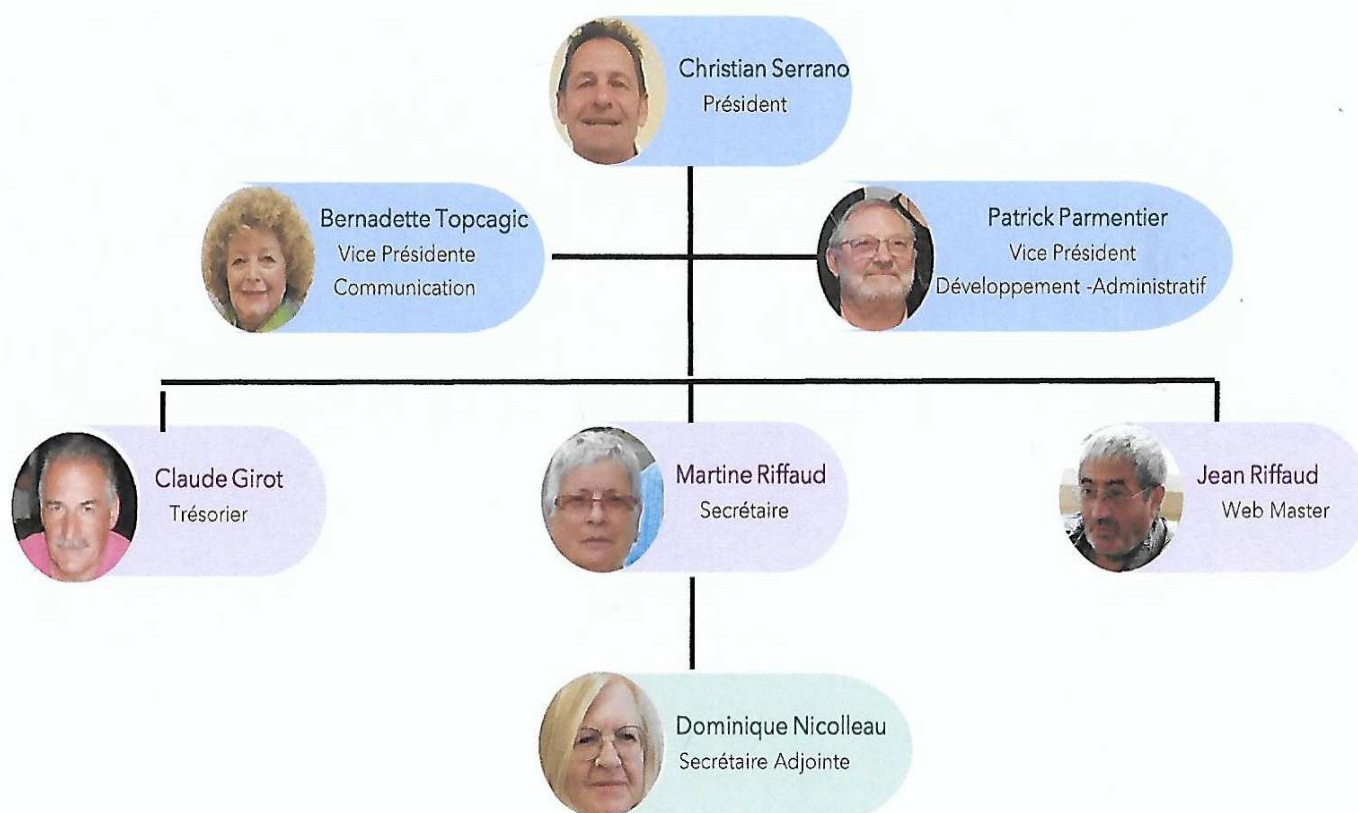 Christian Serrano
Président
Bernadette Topcagic
Vice Présidente
Communication
Patrick Parmentier
Vice Président
Développement -Administratif
Claude Girot
Trésorier
Martine Riffaud
Secrétaire
Jean Riffaud
Web Master
Dominique Nicolleau
Secrétaire Adjointe